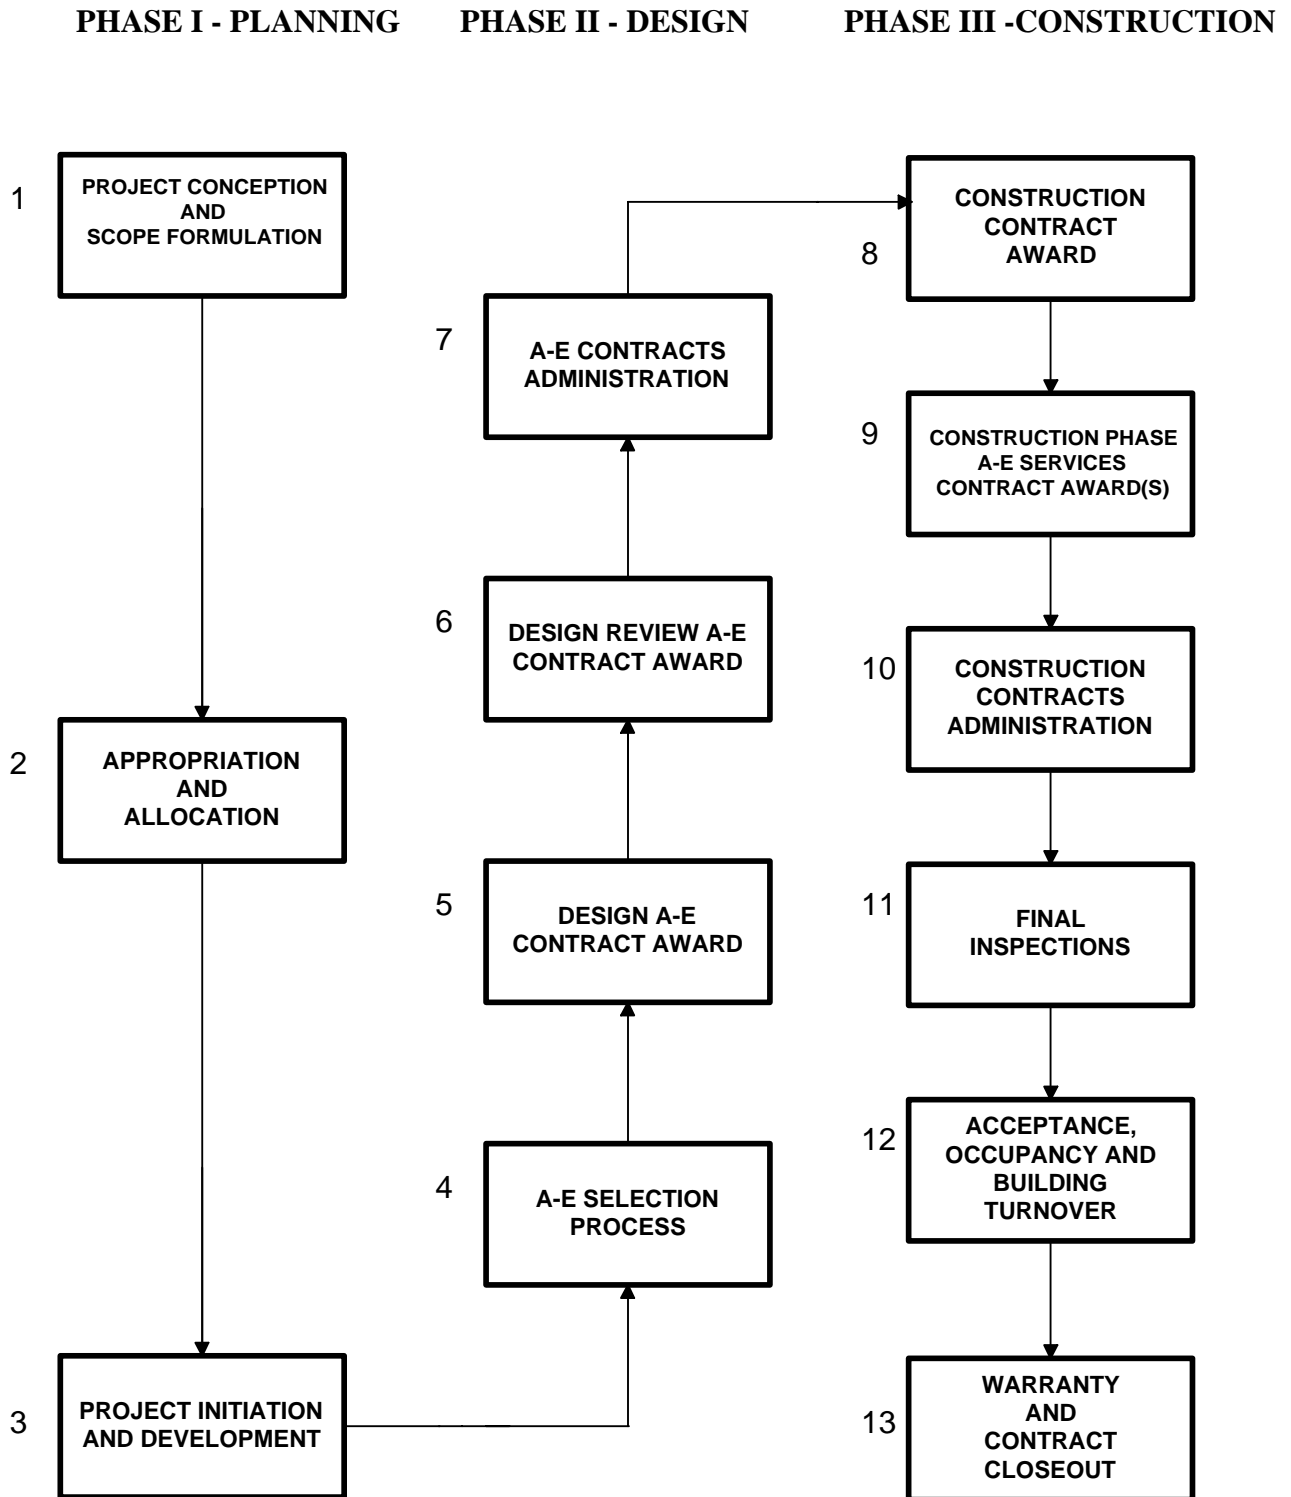 PHASE I - PLANNING
PHASE II - DESIGN
PHASE III -CONSTRUCTION
1
PROJECT CONCEPTION
AND
SCOPE FORMULATION
2
APPROPRIATION
AND
ALLOCATION
3
PROJECT INITIATION
AND DEVELOPMENT
4
A-E SELECTION
PROCESS
5
DESIGN A-E
CONTRACT AWARD
6
DESIGN REVIEW A-E
CONTRACT AWARD
7
A-E CONTRACTS
ADMINISTRATION
8
CONSTRUCTION
CONTRACT
AWARD
9
CONSTRUCTION PHASE
A-E SERVICES
CONTRACT AWARD(S)
10
CONSTRUCTION
CONTRACTS
ADMINISTRATION
11
FINAL
INSPECTIONS
12
ACCEPTANCE,
OCCUPANCY AND
BUILDING
TURNOVER
13
WARRANTY
AND
CONTRACT
CLOSEOUT